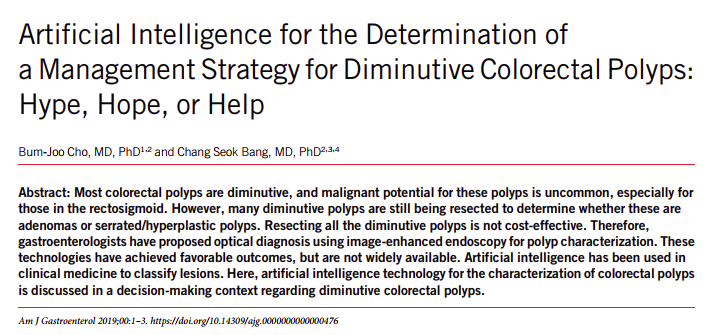 Artificial Intelligence for the Determination of
a Management Strategy for Diminutive Colorectal Polyps:
Hype, Hope, or Help
Bum-Joo Cho, MD, PhD1,2 and Chang Seok Bang, MD, PhD2,3,4
Abstract: Most colorectal polyps are diminutive, and malignant potential for these polyps is uncommon, especially for
those in the rectosigmoid. However, many diminutive polyps are still being resected to determine whether these are
adenomas or serrated/hyperplastic polyps. Resecting all the diminutive polyps is not cost-effective. Therefore,
gastroenterologists have proposed optical diagnosis using image-enhanced endoscopy for polyp characterization. These
technologies have achieved favorable outcomes, but are not widely available. Artificial intelligence has been used in
clinical medicine to classify lesions. Here, artificial intelligence technology for the characterization of colorectal polyps
is discussed in a decision-making context regarding diminutive colorectal polyps.
Am J Gastroenterol 2019;00:1–3. https://doi.org/10.14309/ajg.0000000000000476